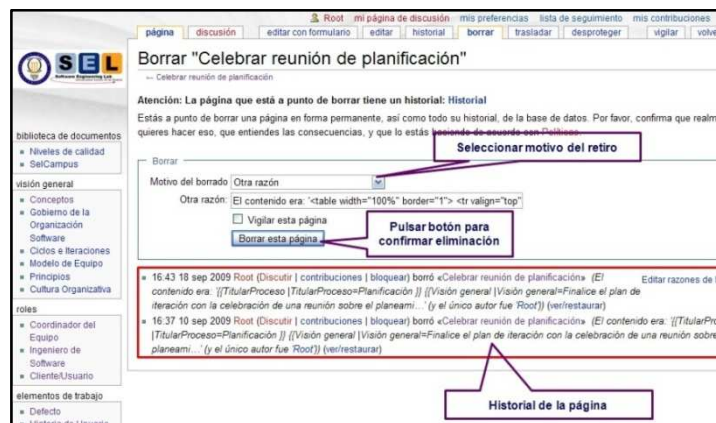 Root mi página de discusión mis preferencias lista de seguimiento mis contribuciones
página discusión editar con formulario editar historial borrar trasladar desproteger vigilar volve
SEL
Borrar "Celebrar reunión de planificación"
← Celebrar reunión de planificación
Atención: La página que está a punto de borrar tiene un historial: Historial
Estás a punto de borrar una página en forma permanente, así como todo su historial, de la base de datos. Por favor, confirma que realm
quieres hacer eso, que entiendes las consecuencias, y que lo estás
Seleccionar motivo del retiro
Borrar
Motivo del borrado Otra razón
Otra razón: El contenido era: '<table width="100%" border="1"> <tr valign="top"
Vigilar esta página
Borrar esta página
Pulsar botón para
confirmar eliminación
16:43 18 sep 2009 Root (Discutir | contribuciones | bloquear) borró «Celebrar reunión de planificación» (El
contenido era: '{{TitularProceso |TitularProceso=Planificación }} {{Visión general |Visión general=Finalice el plan de
iteración con la celebración de una reunión sobre el planeami...' (y el único autor fue 'Root')) (ver/restaurar)
Editar razones de
16:37 10 sep 2009 Root (Discutir | contribuciones | bloquear) borró «Celebrar reunión de planificación» (El contenido era: '{{TitularPro
|TitularProceso=Planificación }} {{Visión general |Visión general=Finalice el plan de iteración con la celebración de una reunión sobre
planeami...' (y el único autor fue 'Root')) (ver/restaurar)
Historial de la página
biblioteca de documentos
Niveles de calidad
SelCampus
visión general
Conceptos
Gobierno de la
Organización
Software
Ciclos e Iteraciones
Modelo de Equipo
Principios
Cultura Organizativa
roles
Coordinador del
Equipo
Ingeniero de
Software
Cliente/Usuario
elementos de trabajo
Defecto
Historia de Usuario